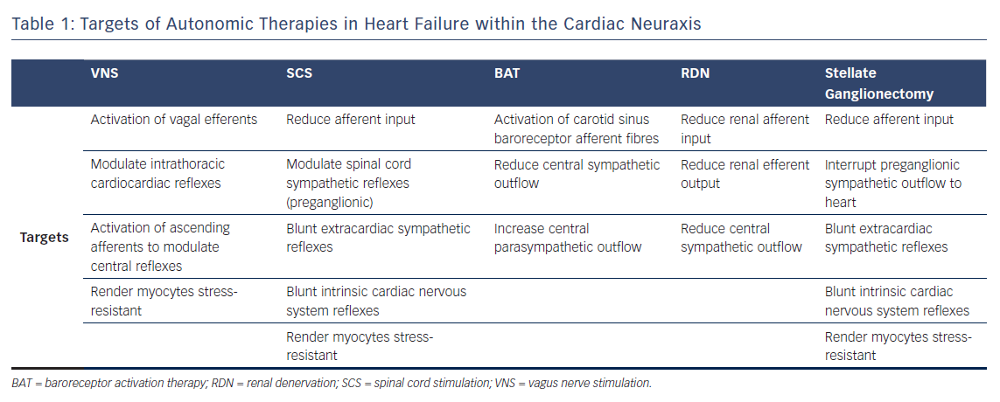 Table 1: Targets of Autonomic Therapies in Heart Failure within the Cardiac Neuraxis
VNS SCS BAT RDN Stellate
Ganglionectomy
Targets
Activation of vagal efferents Reduce afferent input Activation of carotid sinus Reduce renal afferent Reduce afferent input
baroreceptor afferent fibres input
Modulate intrathoracic Modulate spinal cord Reduce central sympathetic Reduce renal efferent Interrupt preganglionic
cardiocardiac reflexes sympathetic reflexes outflow output sympathetic outflow to
(preganglionic) heart
Activation of ascending Blunt extracardiac sympathetic Increase central Reduce central Blunt extracardiac
afferents to modulate reflexes parasympathetic outflow sympathetic outflow sympathetic reflexes
central reflexes
Render myocytes stress- Blunt intrinsic cardiac nervous Blunt intrinsic cardiac
resistant system reflexes nervous system reflexes
Render myocytes stress- Render myocytes stress-
resistant resistant
BAT = baroreceptor activation therapy; RDN = renal denervation; SCS = spinal cord stimulation; VNS = vagus nerve stimulation.